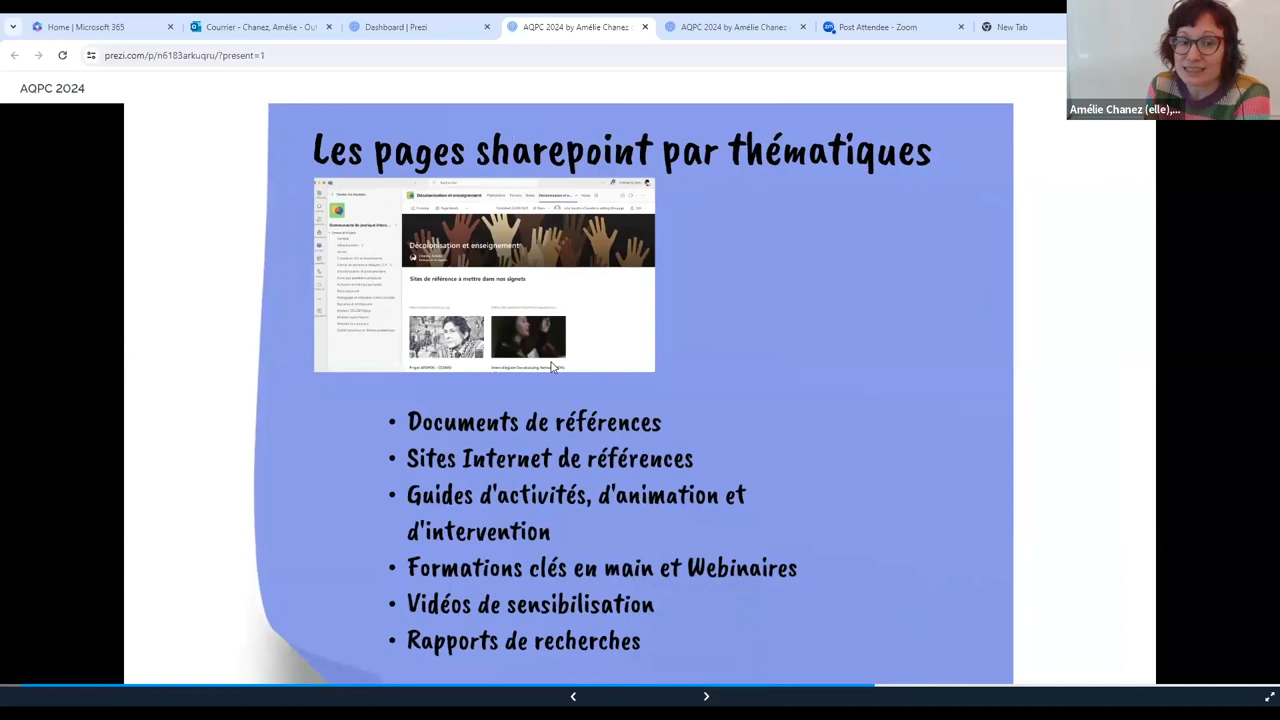 Home | Microsoft 365
Courrier - Chanez, Amélie - Out
Dashboard | Prezi
AQPC 2024 by Amélie Chanez
AQPC 2024 by Amélie Chanez
Post Attendee - Zoom
New Tab
prezi.com/p/n6183arkuqru/?present=1
Amélie Chanez (elle),...
AQPC 2024
Les pages sharepoint par thématiques
Décolonisation et enseignement
Décolonisation et enseignement
Sites de référence à mettre dans nos signets
• Documents de références
• Sites Internet de références
• Guides d'activités, d'animation et
d'intervention
• Formations clés en main et Webinaires
• Vidéos de sensibilisation
• Rapports de recherches